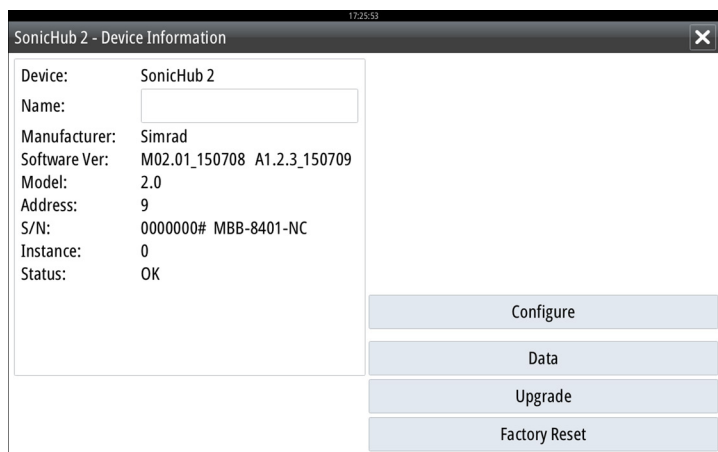 17:25:53
SonicHub 2 - Device Information
Device: SonicHub 2
Name:
Manufacturer: Simrad
Software Ver: M02.01_150708 A1.2.3_150709
Model: 2.0
Address: 9
S/N: 0000000# MBB-8401-NC
Instance: 0
Status: OK
Configure
Data
Upgrade
Factory Reset